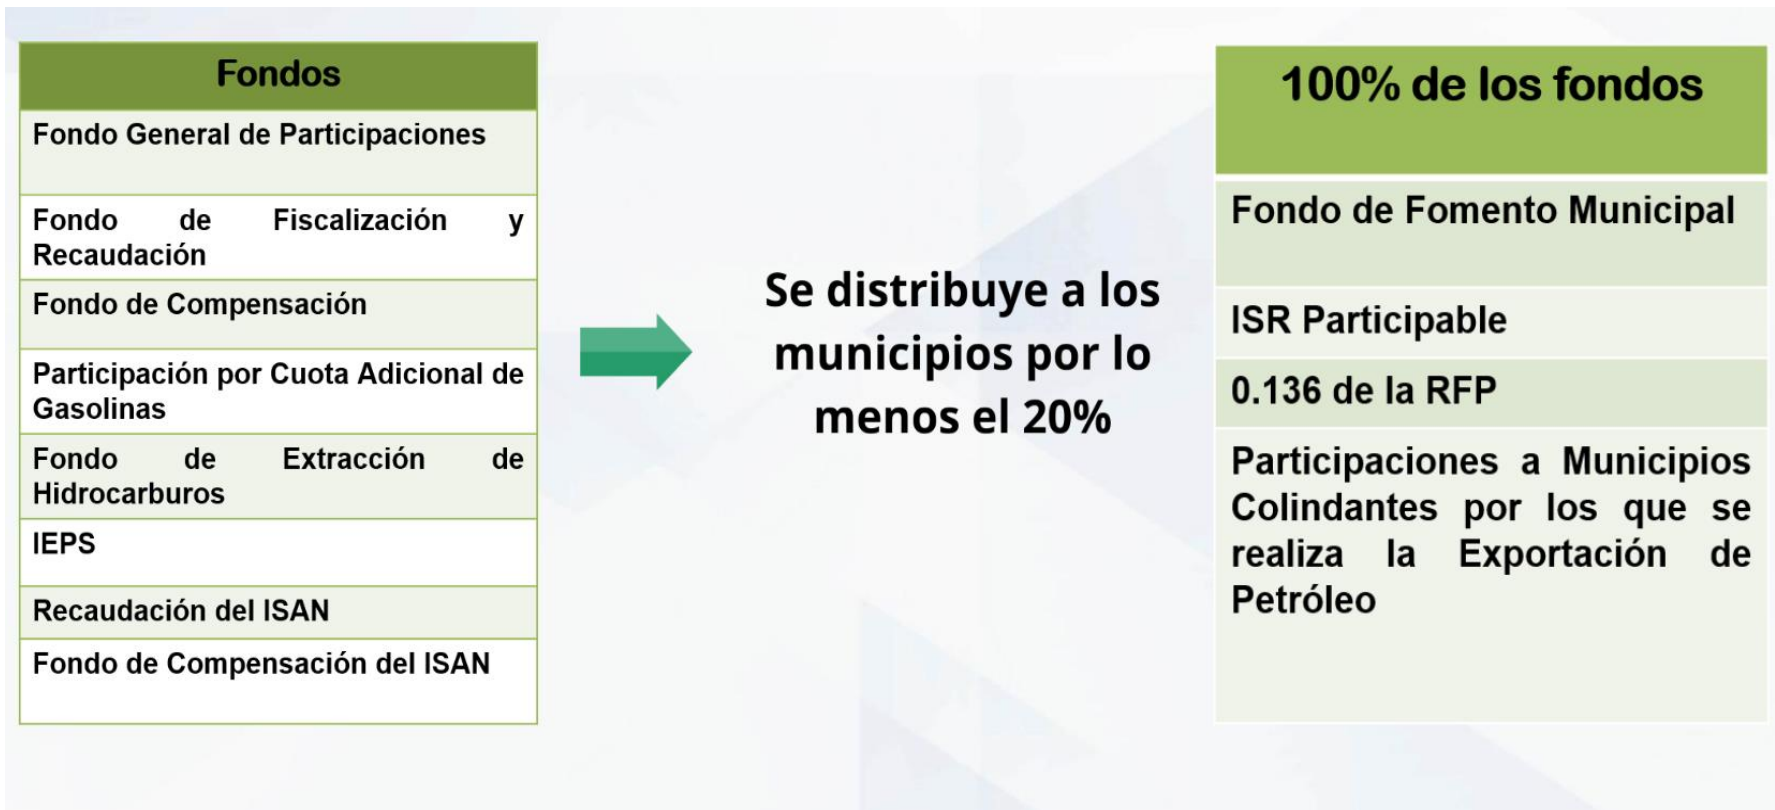 Fondos
Fondo General de Participaciones
Fondo de Fiscalización y
Recaudación
Fondo de Compensación
Participación por Cuota Adicional de
Gasolinas
Fondo de Extracción de
Hidrocarburos
IEPS
Recaudación del ISAN
Fondo de Compensación del ISAN
Se distribuye a los
municipios por lo
menos el 20%
100% de los fondos
Fondo de Fomento Municipal
ISR Participable
0.136 de la RFP
Participaciones a Municipios
Colindantes por los que se
realiza la Exportación de
Petróleo